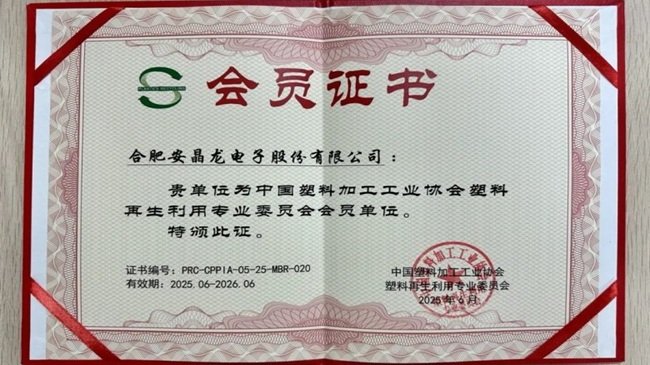 会员证书
合肥安晶龙电子股份有限公司：
贵单位为中国塑料加工工业协会塑料
再生利用专业委员会会员单位。
特颁此证。
证书编号：PRC-CPPIA-05-25-MBR-020
有效期：2025.06-2026.06
中国塑料加工工业协会
塑料再生利用专业委员会
2025年6月